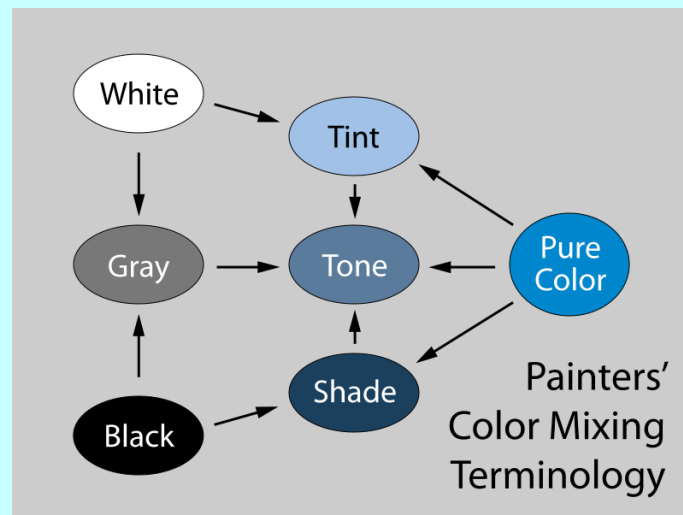 White
Tint
Gray
Tone
Pure
Color
Shade
Black
Painters’
Color Mixing
Terminology